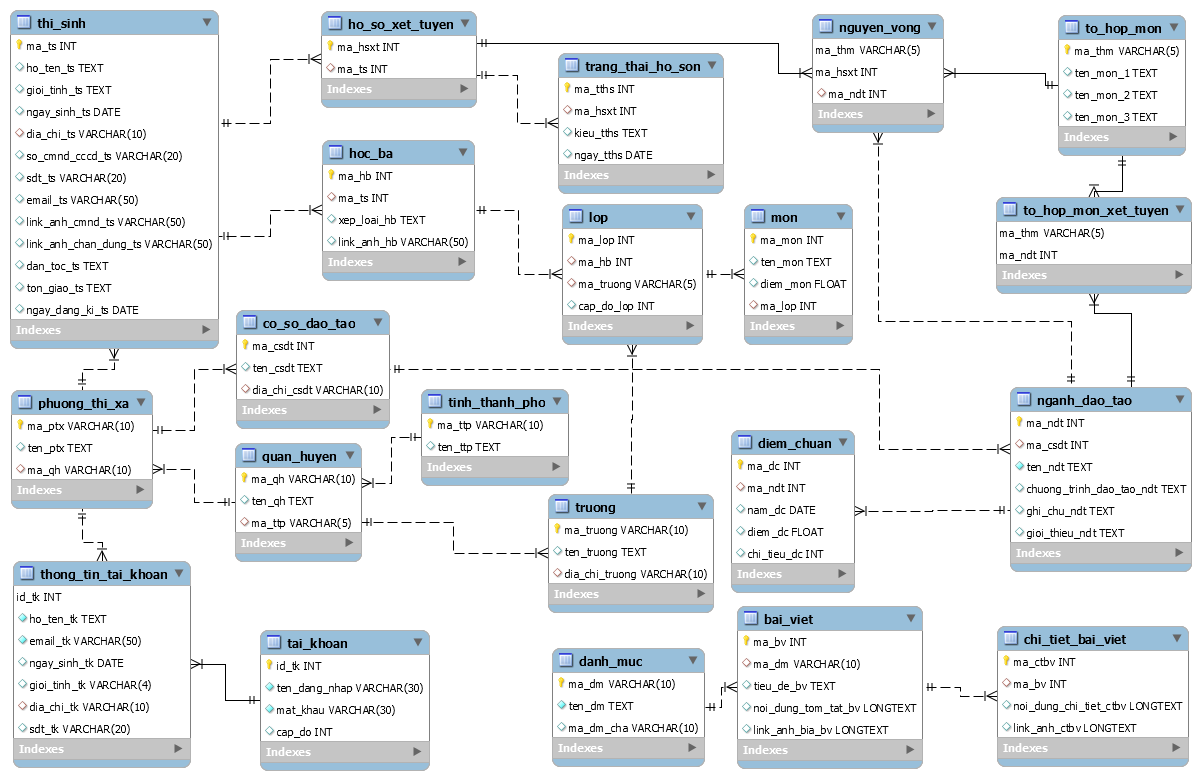 thi_sinh
ma_ts INT
ho_ten_ts TEXT
gioi_tinh_ts TEXT
ngay_sinh_ts DATE
dia_chi_ts VARCHAR(10)
so_cmnd_cccd_ts VARCHAR(20)
sdt_ts VARCHAR(20)
email_ts VARCHAR(50)
link_anh_cmnd_ts VARCHAR(50)
link_anh_chan_dung_ts VARCHAR(50)
dan_toc_ts TEXT
ton_giao_ts TEXT
ngay_dang_ki_ts DATE
Indexes
ho_so_xet_tuyen
ma_hsxt INT
ma_ts INT
Indexes
trang_thai_ho_son
ma_tths INT
ma_hsxt INT
kieu_tths TEXT
ngay_tths DATE
Indexes
nguyen_vong
ma_thm VARCHAR(5)
ma_hsxt INT
ma_ndt INT
Indexes
to_hop_mon
ma_thm VARCHAR(5)
ten_mon_1 TEXT
ten_mon_2 TEXT
ten_mon_3 TEXT
Indexes
hoc_ba
ma_hb INT
ma_ts INT
xep_loai_hb TEXT
link_anh_hb VARCHAR(50)
Indexes
lop
ma_lop INT
ma_hb INT
ma_truong VARCHAR(5)
cap_do_lop INT
Indexes
mon
ma_mon INT
ten_mon TEXT
diem_mon FLOAT
ma_lop INT
Indexes
to_hop_mon_xet_tuyen
ma_thm VARCHAR(5)
ma_ndt INT
Indexes
co_so_dao_tao
ma_csdt INT
ten_csdt TEXT
dia_chi_csdt VARCHAR(10)
Indexes
phuong_thi_xa
ma_ptx VARCHAR(10)
ten_ptx TEXT
ma_qh VARCHAR(10)
Indexes
quan_huyen
ma_qh VARCHAR(10)
ten_qh TEXT
ma_ttp VARCHAR(5)
Indexes
tinh_thanh_pho
ma_ttp VARCHAR(10)
ten_ttp TEXT
Indexes
truong
ma_truong VARCHAR(10)
ten_truong TEXT
dia_chi_truong VARCHAR(10)
Indexes
diem_chuan
ma_dc INT
ma_ndt INT
nam_dc DATE
diem_dc FLOAT
chi_tieu_dc INT
Indexes
nganh_dao_tao
ma_ndt INT
ma_csdt INT
ten_ndt TEXT
chuong_trinh_dao_tao_ndt TEXT
ghi_chu_ndt TEXT
gioi_thieu_ndt TEXT
Indexes
thong_tin_tai_khoan
id_tk INT
ho_ten_tk TEXT
email_tk VARCHAR(50)
ngay_sinh_tk DATE
gioi_tinh_tk VARCHAR(4)
dia_chi_tk VARCHAR(10)
sdt_tk VARCHAR(20)
Indexes
tai_khoan
id_tk INT
ten_dang_nhap VARCHAR(30)
mat_khau VARCHAR(30)
cap_do INT
Indexes
danh_muc
ma_dm VARCHAR(10)
ten_dm TEXT
ma_dm_cha VARCHAR(10)
Indexes
bai_viet
ma_bv INT
ma_dm VARCHAR(10)
tieu_de_bv TEXT
noi_dung_tom_tat_bv LONGTEXT
link_anh_bia_bv LONGTEXT
Indexes
chi_tiet_bai_viet
ma_ctbv INT
ma_bv INT
noi_dung_chi_tiet_ctbv LONGTEXT
link_anh_ctbv LONGTEXT
Indexes